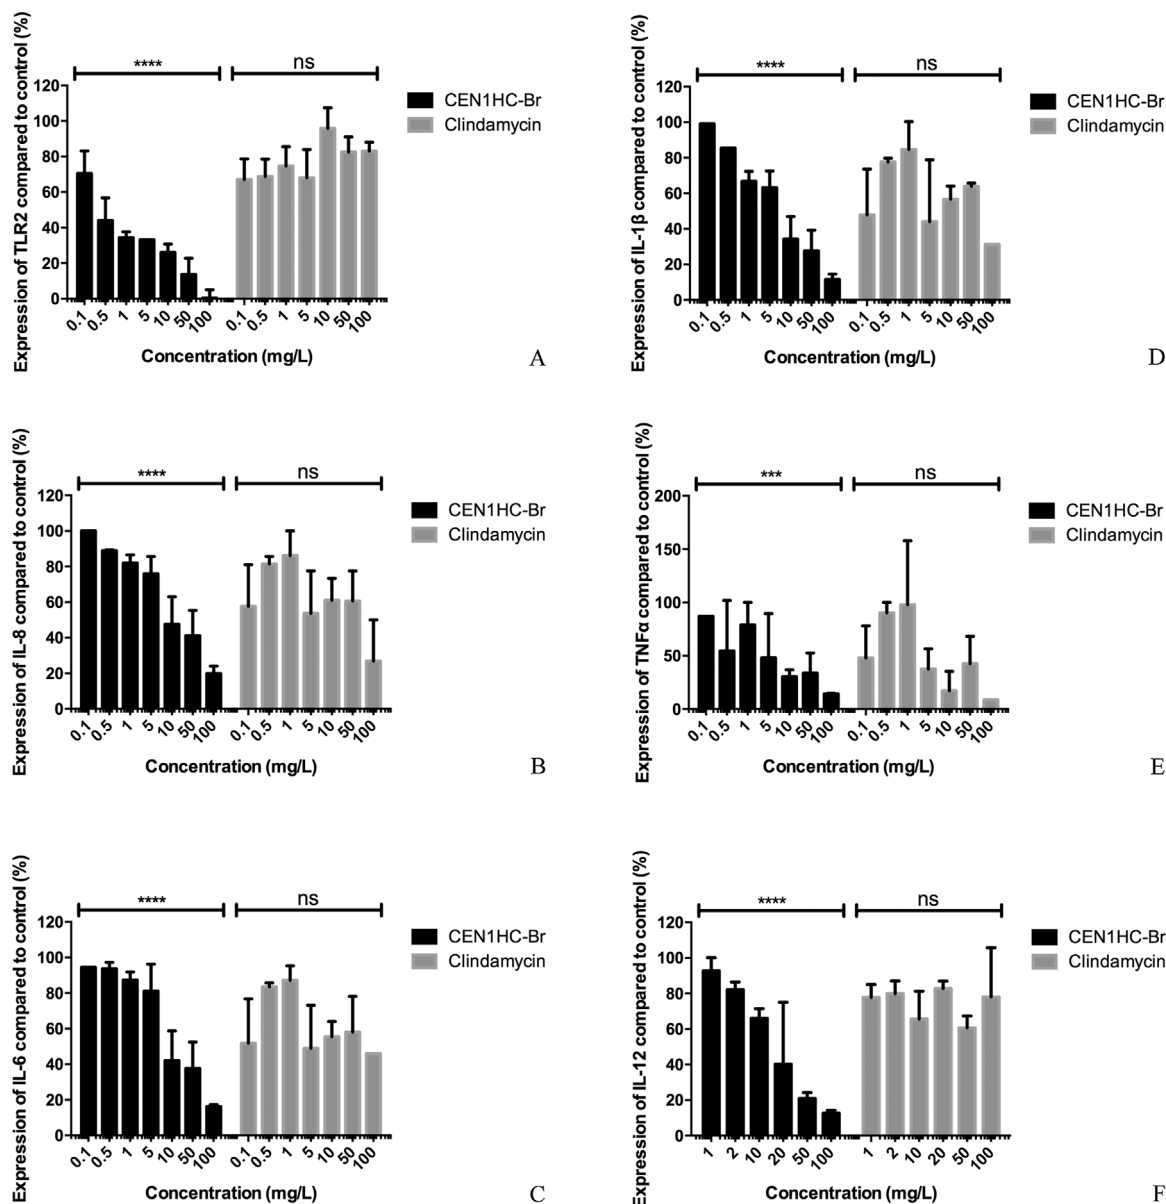 Expression of TLR2 compared to control (%)
**** ns
120
100
80
60
40
20
0
0.1 0.5 1 5 10 50 100 0.1 0.5 1 5 10 50 100
Concentration (mg/L)
CEN1HC-Br
Clindamycin
A
Expression of IL-1β compared to control (%)
**** ns
120
100
80
60
40
20
0
0.1 0.5 1 5 10 50 100 0.1 0.5 1 5 10 50 100
Concentration (mg/L)
CEN1HC-Br
Clindamycin
D
Expression of IL-8 compared to control (%)
**** ns
120
100
80
60
40
20
0
0.1 0.5 1 5 10 50 100 0.1 0.5 1 5 10 50 100
Concentration (mg/L)
CEN1HC-Br
Clindamycin
B
Expression of TNFα compared to control (%)
*** ns
200
150
100
50
0
0.1 0.5 1 5 10 50 100 0.1 0.5 1 5 10 50 100
Concentration (mg/L)
CEN1HC-Br
Clindamycin
E
Expression of IL-6 compared to control (%)
**** ns
120
100
80
60
40
20
0
0.1 0.5 1 5 10 50 100 0.1 0.5 1 5 10 50 100
Concentration (mg/L)
CEN1HC-Br
Clindamycin
C
Expression of IL-12 compared to control (%)
**** ns
120
100
80
60
40
20
0
1 2 10 20 50 100 1 2 10 20 50 100
Concentration (mg/L)
CEN1HC-Br
Clindamycin
F